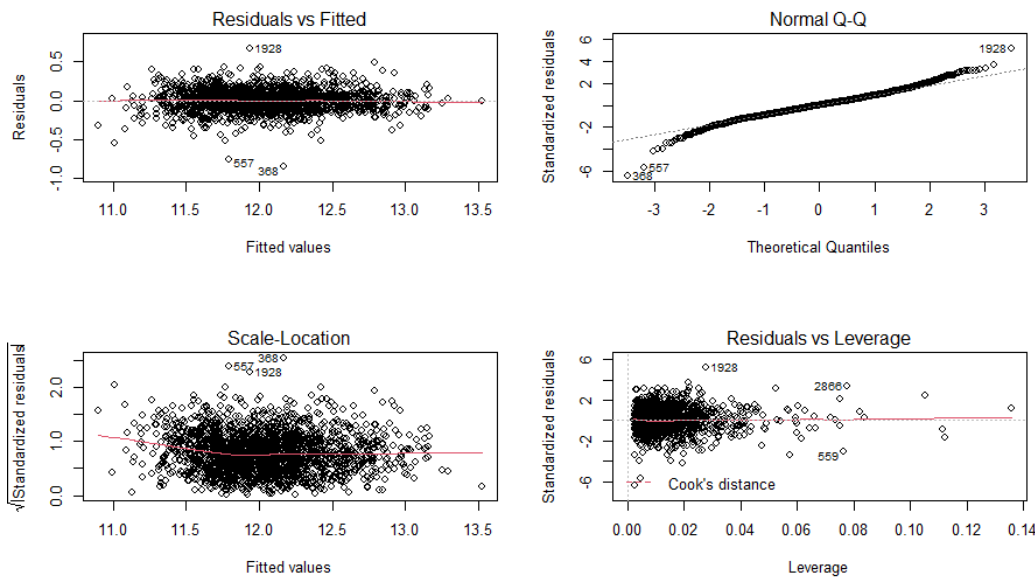 Residuals vs Fitted
Residuals
0.5
0.0
-0.5
-1.0
1928
557
368
11.0 11.5 12.0 12.5 13.0 13.5
Fitted values
Normal Q-Q
Standardized residuals
6
2
-2
-6
1928
557
368
-3 -2 -1 0 1 2 3
Theoretical Quantiles
Scale-Location
√|Standardized residuals|
2.0
1.0
0.0
368
557
1928
11.0 11.5 12.0 12.5 13.0 13.5
Fitted values
Residuals vs Leverage
Standardized residuals
6
2
-2
-6
1928
2866
559
Cook's distance
0.00 0.02 0.04 0.06 0.08 0.10 0.12 0.14
Leverage